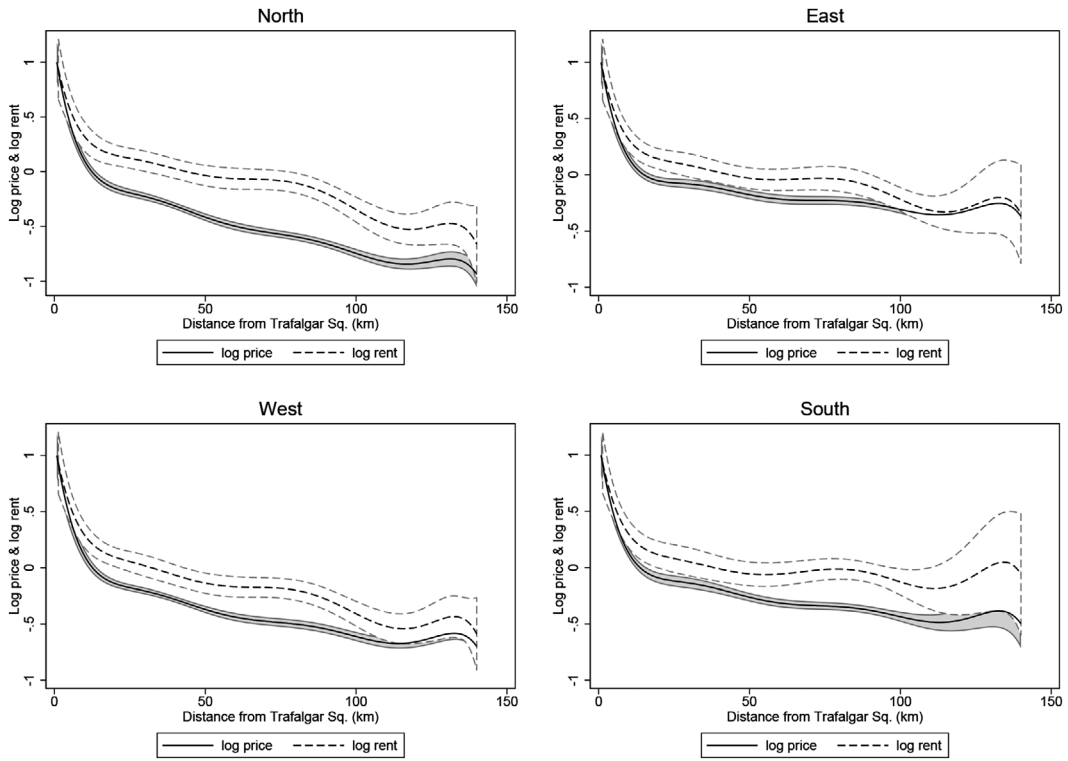 North
Log price & log rent
1
.5
0
-.5
-1
0 50 100 150
Distance from Trafalgar Sq. (km)
log price log rent
East
Log price & log rent
1
.5
0
-.5
-1
0 50 100 150
Distance from Trafalgar Sq. (km)
log price log rent
West
Log price & log rent
1
.5
0
-.5
-1
0 50 100 150
Distance from Trafalgar Sq. (km)
log price log rent
South
Log price & log rent
1
.5
0
-.5
-1
0 50 100 150
Distance from Trafalgar Sq. (km)
log price log rent